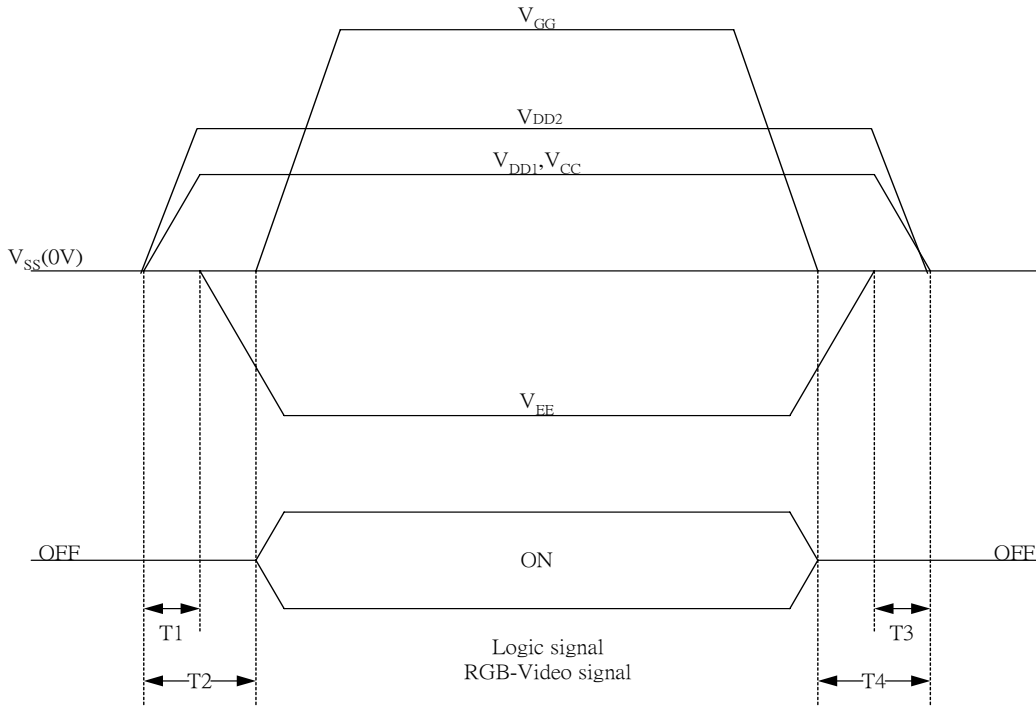 VGG
VDD2
VDD1,VCC
VSS(0V)
VEE
OFF
ON
OFF
T1
T3
Logic signal
RGB-Video signal
T2
T4